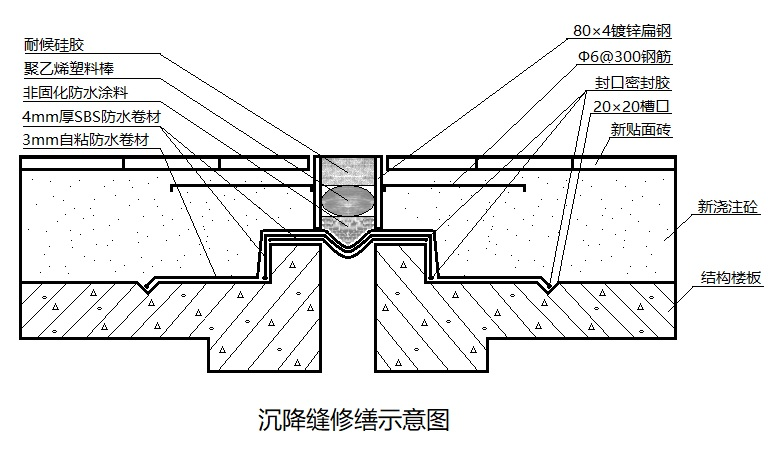 耐候硅胶
聚乙烯塑料棒
非固化防水涂料
4mm厚SBS防水卷材
3mm自粘防水卷材
80×4镀锌扁钢
Φ6@300钢筋
封口密封胶
20×20槽口
新贴面砖
新浇注砼
结构楼板
沉降缝修缮示意图